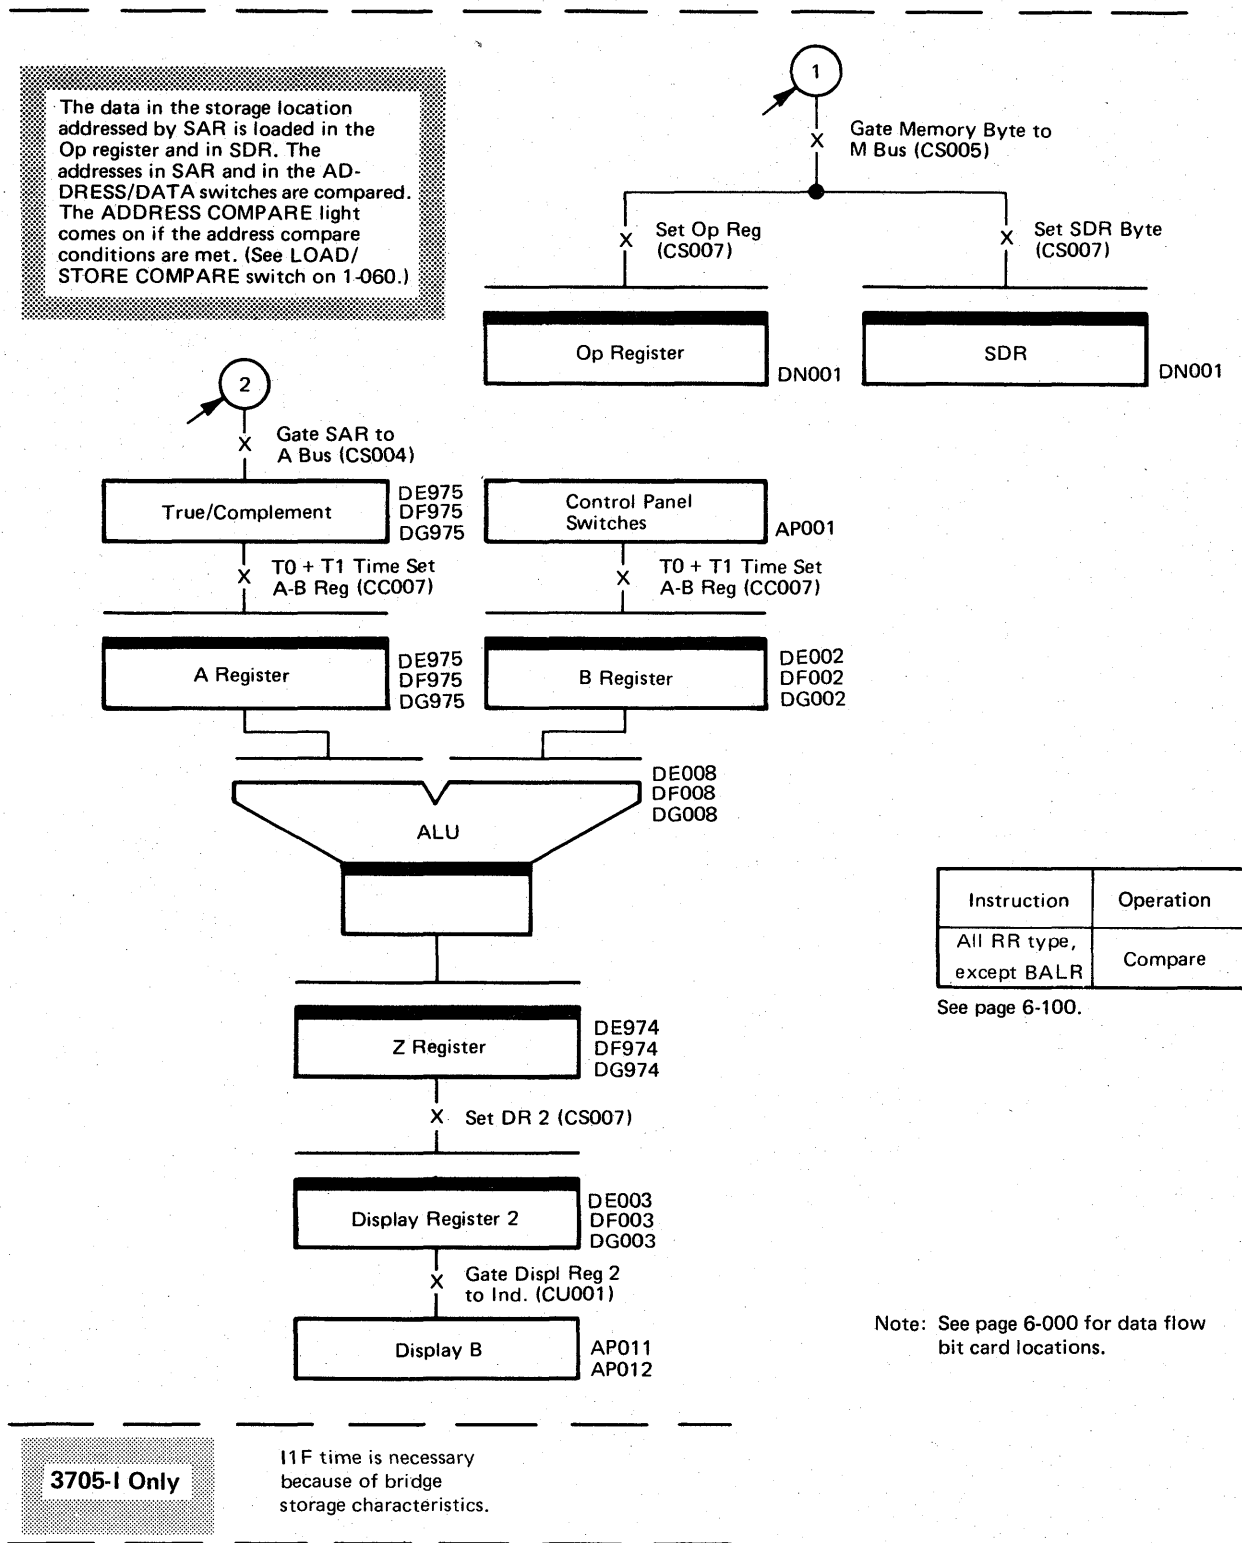 1
The data in the storage location
addressed by SAR is loaded in the
Op register and in SDR. The
addresses in SAR and in the AD-
DRESS/DATA switches are compared.
The ADDRESS COMPARE light
comes on if the address compare
conditions are met. (See LOAD/
STORE COMPARE switch on 1-060.)
X
Gate Memory Byte to
M Bus (CS005)
X
Set Op Reg
(CS007)
X
Set SDR Byte
(CS007)
Op Register
DN001
SDR
DN001
2
X
Gate SAR to
A Bus (CS004)
True/Complement
DE975
DF975
DG975
Control Panel
Switches
AP001
X
T0 + T1 Time Set
A-B Reg (CC007)
X
T0 + T1 Time Set
A-B Reg (CC007)
A Register
DE975
DF975
DG975
B Register
DE002
DF002
DG002
ALU
DE008
DF008
DG008
Instruction Operation
All RR type,
except BALR
Compare
See page 6-100.
Z Register
DE974
DF974
DG974
X
Set DR 2 (CS007)
Display Register 2
DE003
DF003
DG003
X
Gate Displ Reg 2
to Ind. (CU001)
Display B
AP011
AP012
Note: See page 6-000 for data flow
bit card locations.
3705-I Only
I1F time is necessary
because of bridge
storage characteristics.